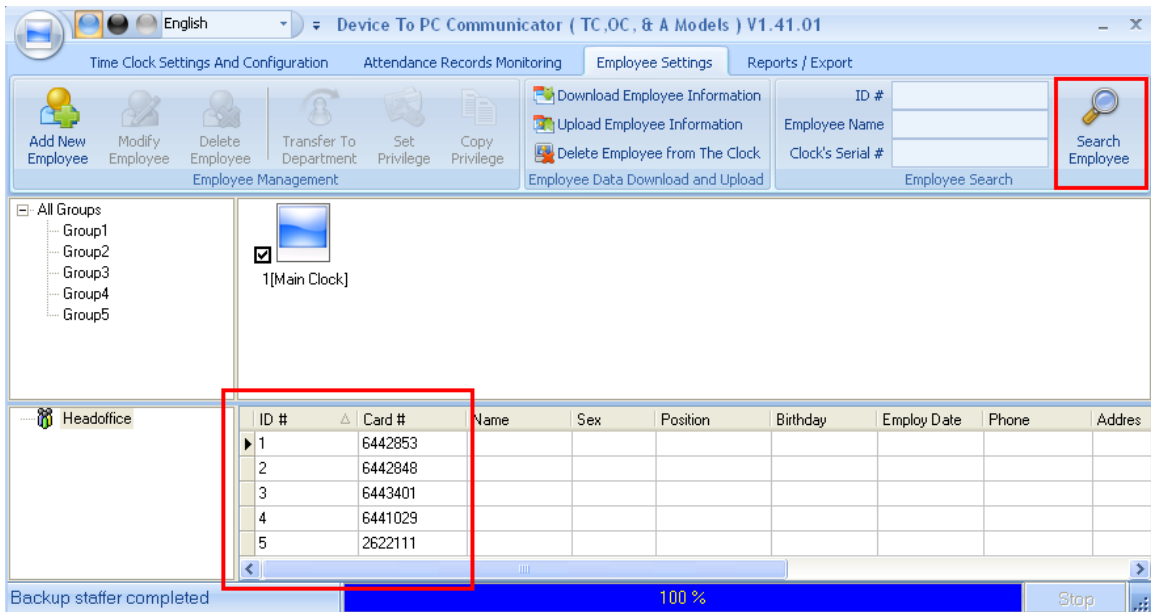 English
Device To PC Communicator ( TC,OC, & A Models ) V1.41.01
Time Clock Settings And Configuration Attendance Records Monitoring Employee Settings Reports / Export
Add New Employee
Modify Employee
Delete Employee
Transfer To Department
Set Privilege
Copy Privilege
Employee Management
Download Employee Information
Upload Employee Information
Delete Employee from The Clock
Employee Data Download and Upload
ID #
Employee Name
Clock's Serial #
Employee Search
Search Employee
All Groups
Group1
Group2
Group3
Group4
Group5
1[Main Clock]
Headoffice
ID # Card # Name Sex Position Birthday Employ Date Phone Addres
1 6442853
2 6442848
3 6443401
4 6441029
5 2622111
Backup staffer completed 100 % Stop